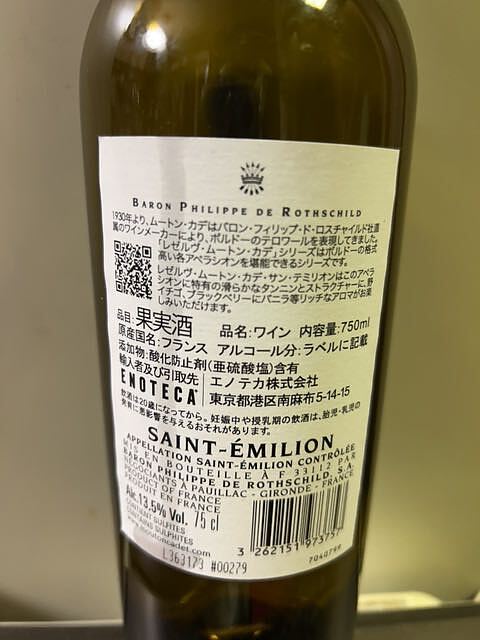 BARON PHILIPPE DE ROTHSCHILD
1930年より、ムートン・カデはバロン・フィリップ・ド・ロスチャイルド社直
属のワインメーカーにより、ボルドーのテロワールを表現してきました。
「レゼルヴ・ムートン・カデ」シリーズはボルドーの格式
高い各アペラシオンを堪能できるシリーズです。
レゼルヴ・ムートン・カデ・サン・テミリオンはこのアペラ
シオンに特有の滑らかなタンニンとストラクチャーに、野
イチゴ、ブラックベリーにバニラ等リッチなアロマがお楽
しみいただけます。
品目:果実酒 品名:ワイン 内容量:750ml
原産国名:フランス アルコール分:ラベルに記載
添加物:酸化防止剤(亜硫酸塩)含有
輸入者及び引取先 エノテカ株式会社
ENOTECA 東京都港区南麻布5-14-15
飲酒は20歳になってから。妊娠中や授乳期の飲酒は、胎児・乳児の
発育に悪影響を与えるおそれがあります。
SAINT-ÉMILION
APPELLATION SAINT-ÉMILION CONTRÔLÉE
MIS EN BOUTEILLE À F 33112 PAR
BARON PHILIPPE DE ROTHSCHILD, S.A.
NÉGOCIANTS À PAUILLAC - GIRONDE - FRANCE
PRODUCT OF FRANCE
PRODUIT EN FRANCE
Alc.13.5% Vol. 75 cl
CONTIENT SULFITES
CONTAINS SULPHITES
www.moutoncadet.com
3 262151 973757
7040799
L363173 #00279